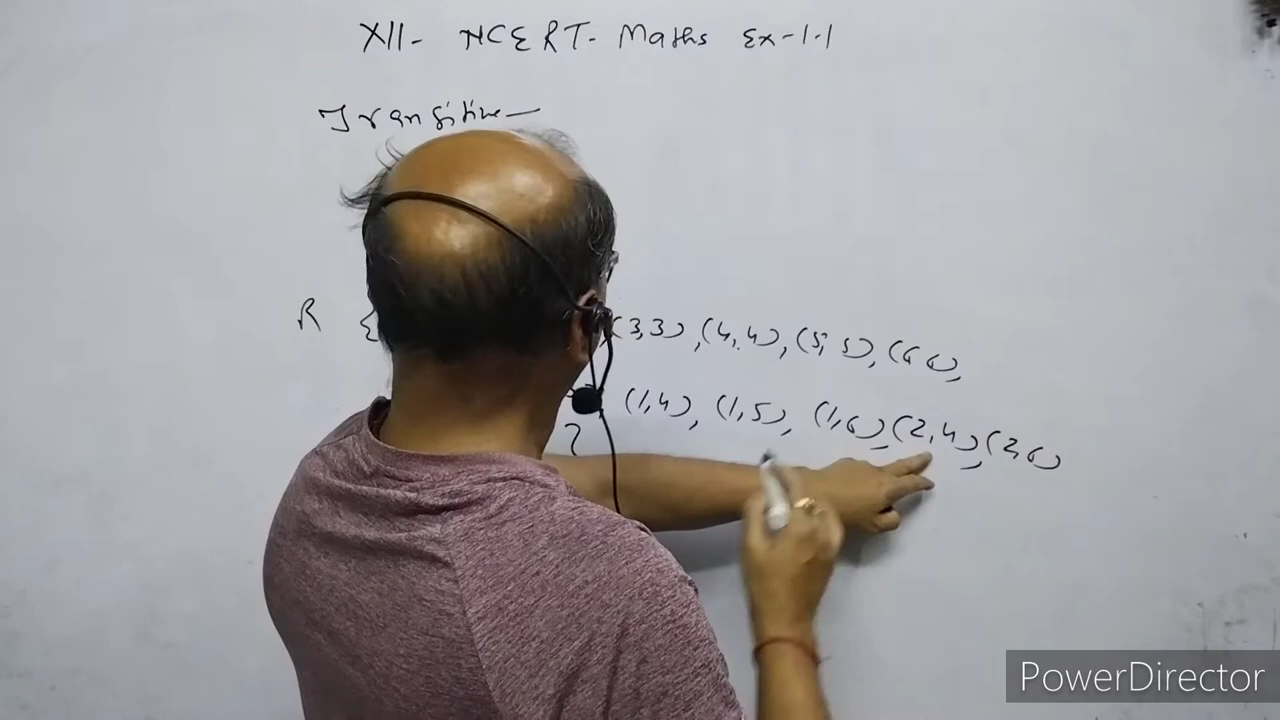 XII- NCERT- Maths Ex-1.1
Transitive—
R { (3,3), (4,4), (5,5), (6 6),
(1,4), (1,5), (1,6), (2,4), (2,6)
}
PowerDirector